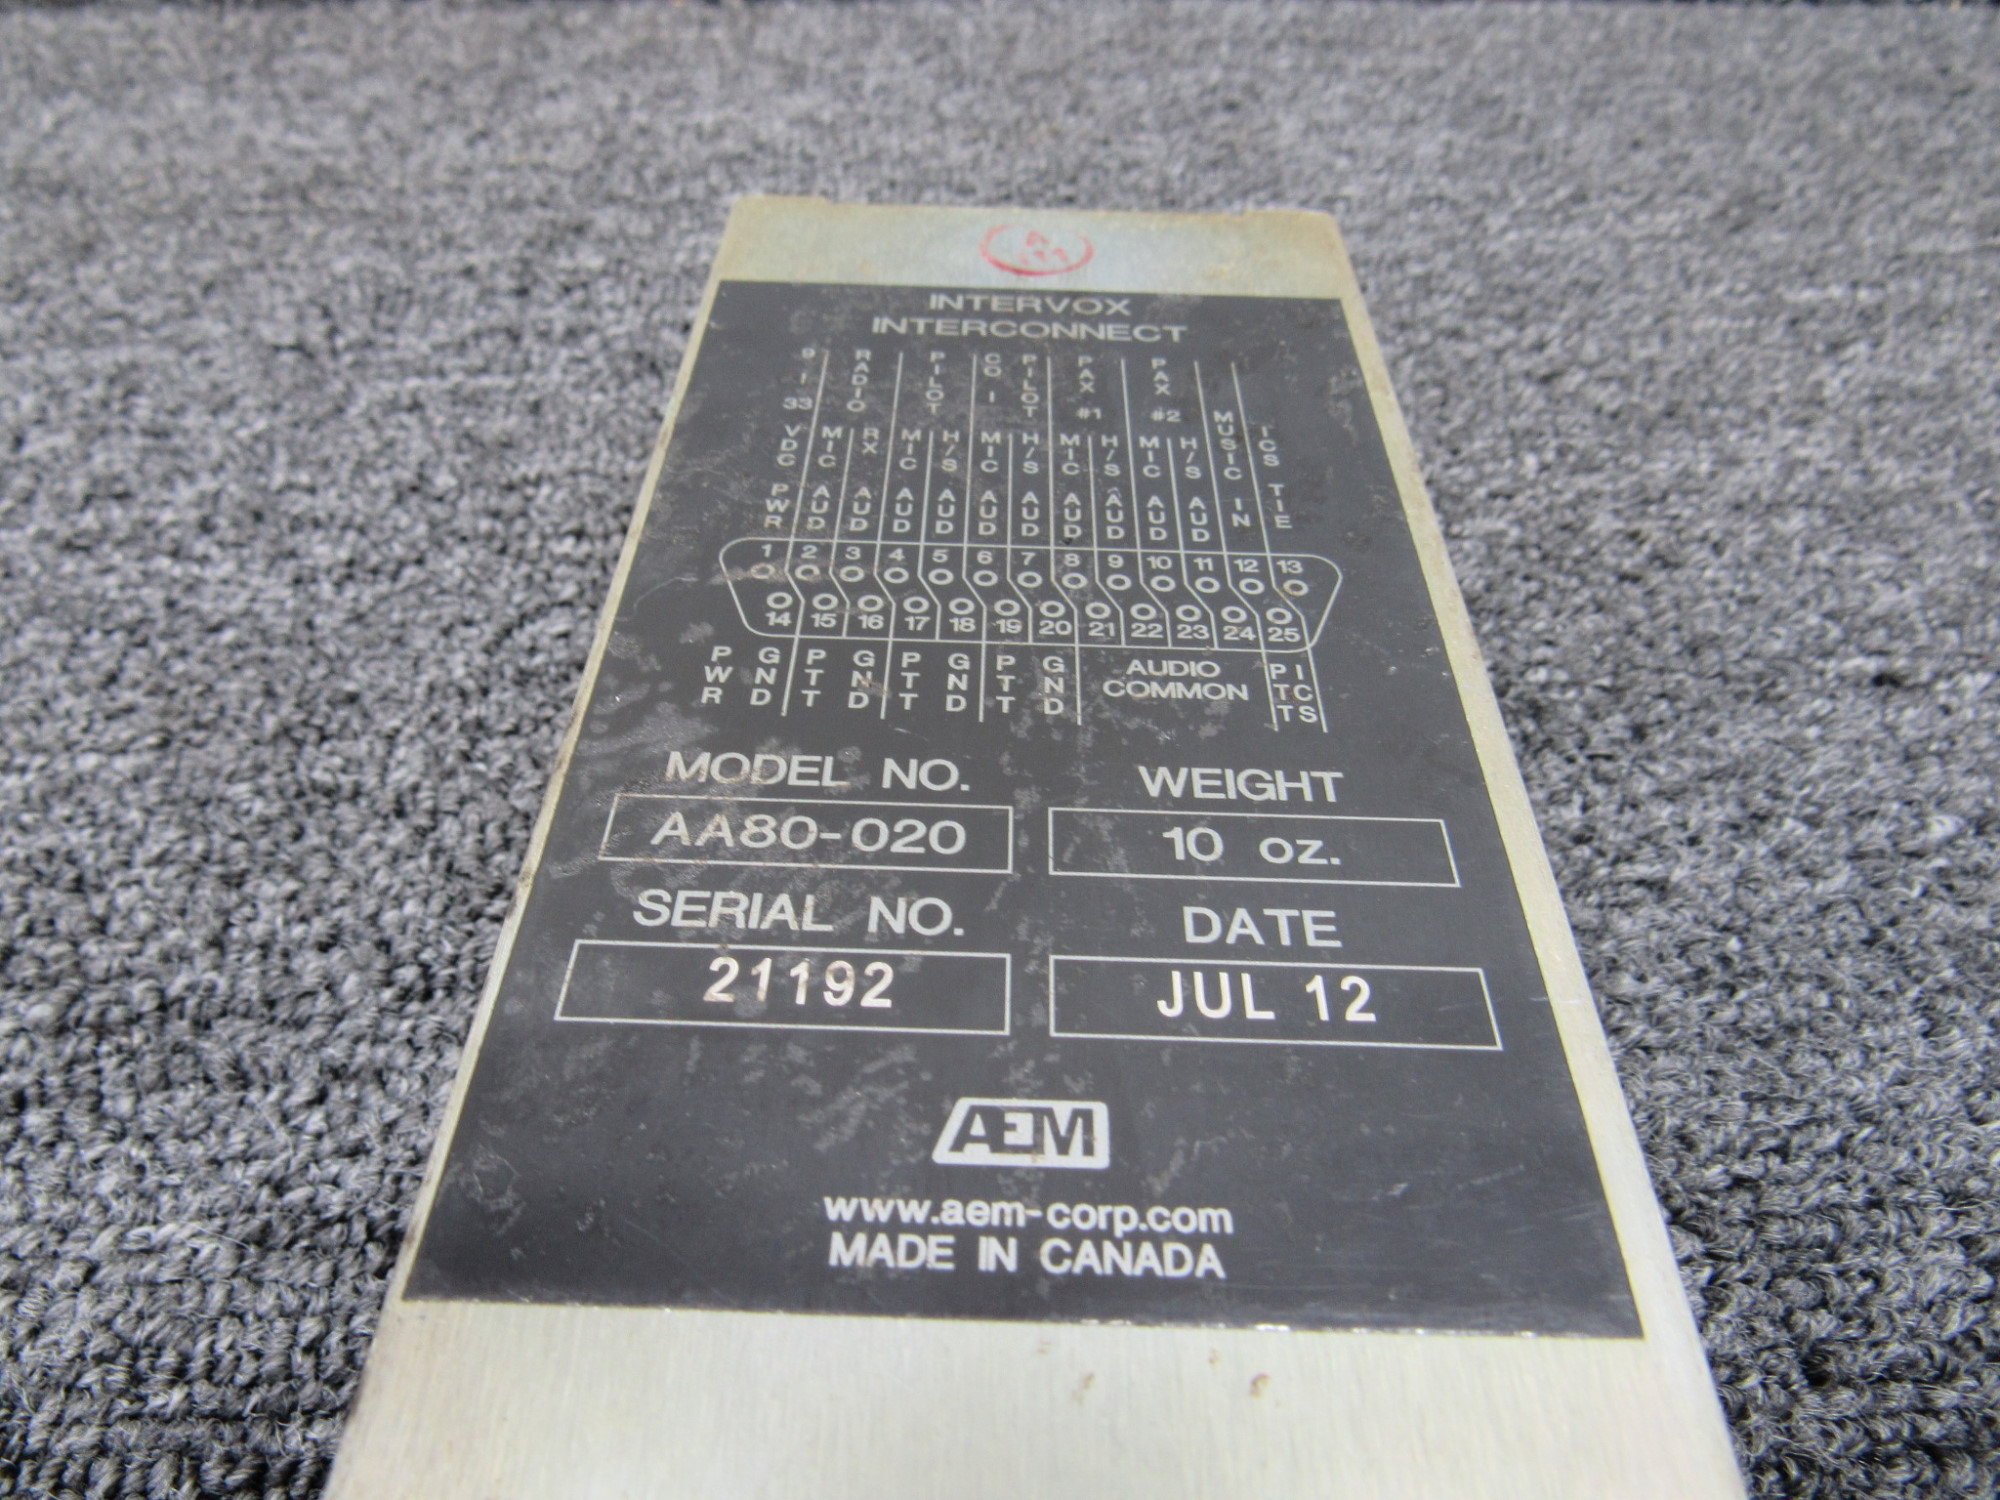 INTERVOX
INTERCONNECT
9 - 33 VDC PWR
RADIO
MIC AUD
RX AUD
PILOT
MIC AUD
H/S AUD
CO - PILOT
MIC AUD
H/S AUD
PAX #1
MIC AUD
H/S AUD
PAX #2
MIC AUD
H/S AUD
MUSIC IN
ICS TIE
1 2 3 4 5 6 7 8 9 10 11 12 13
14 15 16 17 18 19 20 21 22 23 24 25
PWR GND PTT GND PTT GND PTT GND AUDIO COMMON PTT ICS
MODEL NO. WEIGHT
AA80-020 10 oz.
SERIAL NO. DATE
21192 JUL 12
AEM
www.aem-corp.com
MADE IN CANADA